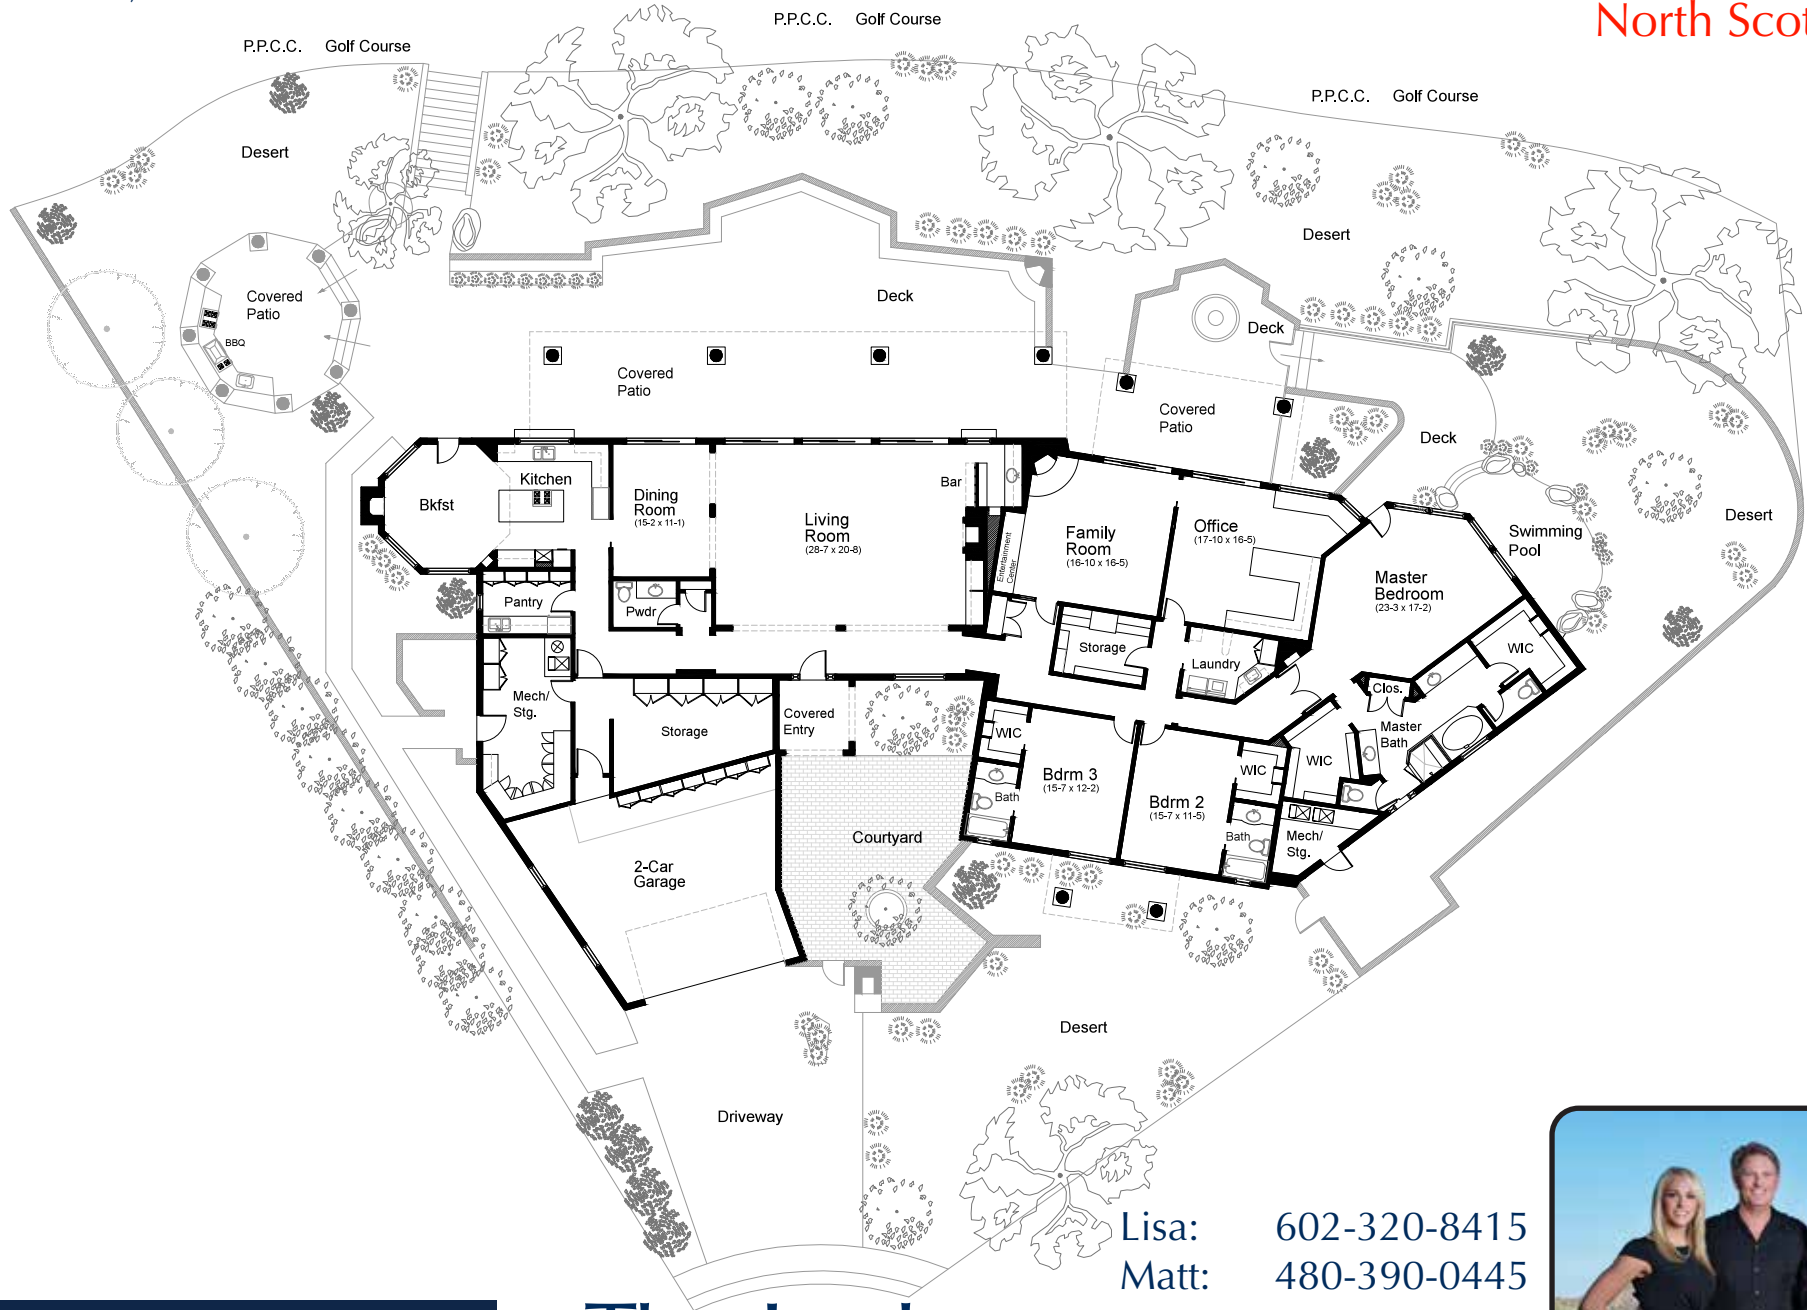 North Scot
P.P.C.C. Golf Course
P.P.C.C. Golf Course
P.P.C.C. Golf Course
Desert
Desert
Covered
Patio
BBQ
Deck
Deck
Covered
Patio
Covered
Patio
Deck
Bkfst
Kitchen
Dining
Room
(15-2 x 11-1)
Living
Room
(28-7 x 20-8)
Bar
Entertainment
Center
Family
Room
(16-10 x 16-5)
Office
(17-10 x 16-5)
Swimming
Pool
Desert
Master
Bedroom
(23-3 x 17-2)
Pantry
Pwdr
Storage
Laundry
WIC
Clos.
Mech/
Stg.
Storage
Covered
Entry
WIC
Master
Bath
WIC
WIC
Bdrm 3
(15-7 x 12-2)
Bath
Bdrm 2
(15-7 x 11-5)
Bath
Mech/
Stg.
Courtyard
2-Car
Garage
Desert
Driveway
Lisa: 602-320-8415
Matt: 480-390-0445